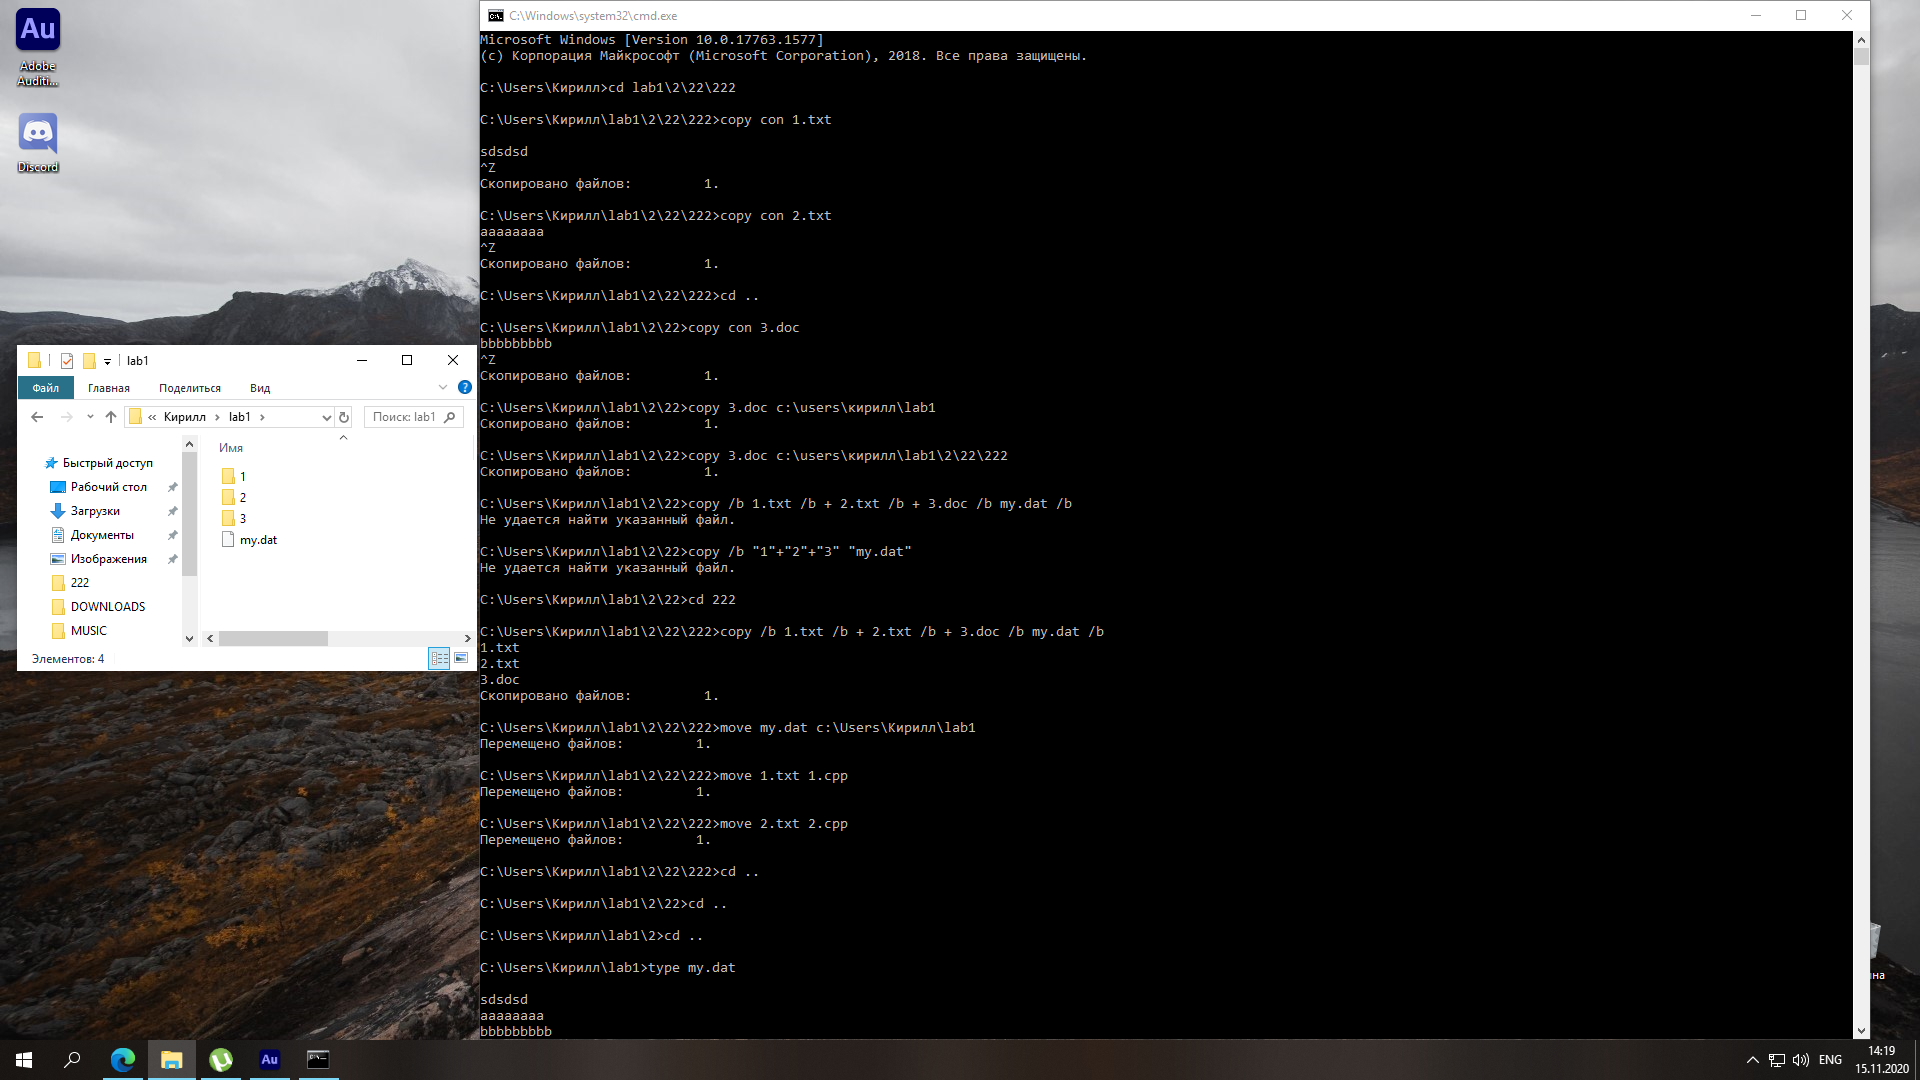 Au
Adobe
Auditi...
Discord
C:\Windows\system32\cmd.exe
Microsoft Windows [Version 10.0.17763.1577]
(c) Корпорация Майкрософт (Microsoft Corporation), 2018. Все права защищены.
C:\Users\Кирилл>cd lab1\2\22\222
C:\Users\Кирилл\lab1\2\22\222>copy con 1.txt
sdsdsd
^Z
Скопировано файлов:         1.
C:\Users\Кирилл\lab1\2\22\222>copy con 2.txt
aaaaaaaa
^Z
Скопировано файлов:         1.
C:\Users\Кирилл\lab1\2\22\222>cd ..
C:\Users\Кирилл\lab1\2\22>copy con 3.doc
bbbbbbbbb
^Z
Скопировано файлов:         1.
C:\Users\Кирилл\lab1\2\22>copy 3.doc c:\users\кирилл\lab1
Скопировано файлов:         1.
C:\Users\Кирилл\lab1\2\22>copy 3.doc c:\users\кирилл\lab1\2\22\222
Скопировано файлов:         1.
C:\Users\Кирилл\lab1\2\22>copy /b 1.txt /b + 2.txt /b + 3.doc /b my.dat /b
Не удается найти указанный файл.
C:\Users\Кирилл\lab1\2\22>copy /b "1"+"2"+"3" "my.dat"
Не удается найти указанный файл.
C:\Users\Кирилл\lab1\2\22>cd 222
C:\Users\Кирилл\lab1\2\22\222>copy /b 1.txt /b + 2.txt /b + 3.doc /b my.dat /b
1.txt
2.txt
3.doc
Скопировано файлов:         1.
C:\Users\Кирилл\lab1\2\22\222>move my.dat c:\Users\Кирилл\lab1
Перемещено файлов:         1.
C:\Users\Кирилл\lab1\2\22\222>move 1.txt 1.cpp
Перемещено файлов:         1.
C:\Users\Кирилл\lab1\2\22\222>move 2.txt 2.cpp
Перемещено файлов:         1.
C:\Users\Кирилл\lab1\2\22\222>cd ..
C:\Users\Кирилл\lab1\2\22>cd ..
C:\Users\Кирилл\lab1\2>cd ..
C:\Users\Кирилл\lab1>type my.dat
sdsdsd
aaaaaaaa
bbbbbbbbb
lab1
Файл Главная Поделиться Вид
« Кирилл > lab1 > Поиск: lab1
Имя
Быстрый доступ
Рабочий стол
Загрузки
Документы
Изображения
222
DOWNLOADS
MUSIC
1
2
3
my.dat
Элементов: 4
Au
ENG
14:19
15.11.2020